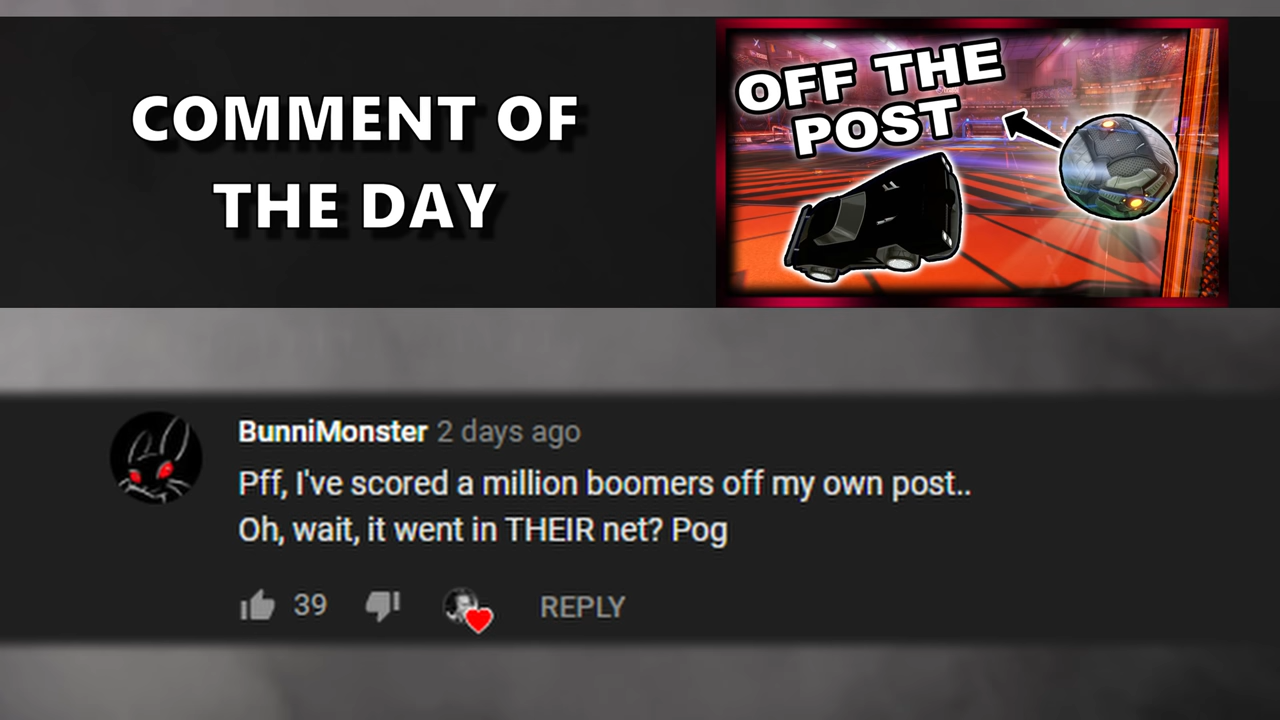 COMMENT OF
THE DAY
OFF THE
POST
BunniMonster 2 days ago
Pff, I've scored a million boomers off my own post..
Oh, wait, it went in THEIR net? Pog
39
REPLY